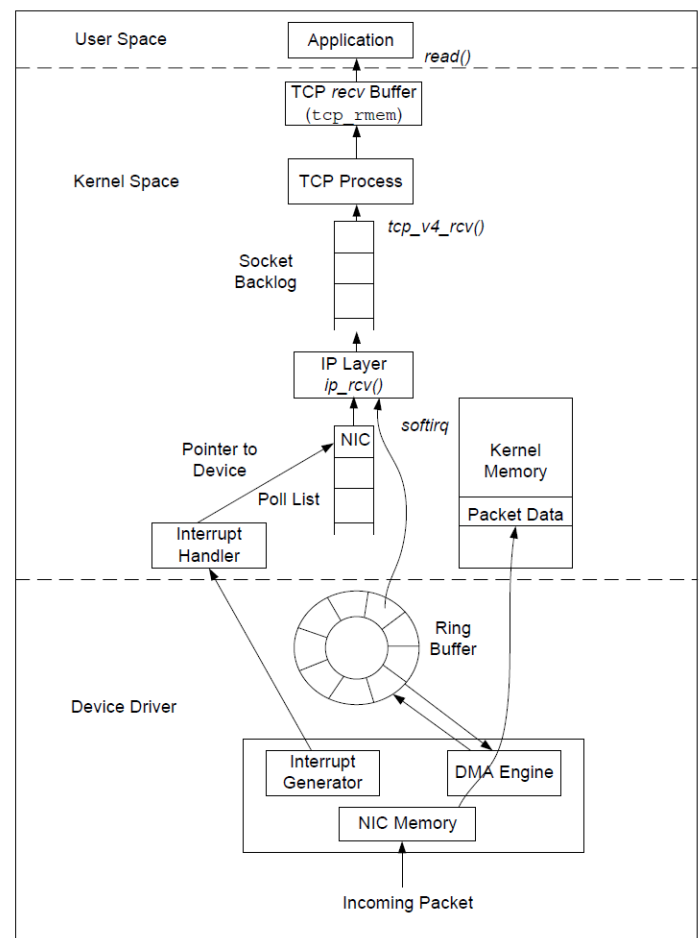 User Space
Application
read()
TCP recv Buffer
(tcp_rmem)
Kernel Space
TCP Process
tcp_v4_rcv()
Socket
Backlog
IP Layer
ip_rcv()
softirq
NIC
Pointer to
Device
Poll List
Kernel
Memory
Packet Data
Interrupt
Handler
Ring
Buffer
Device Driver
Interrupt
Generator
DMA Engine
NIC Memory
Incoming Packet